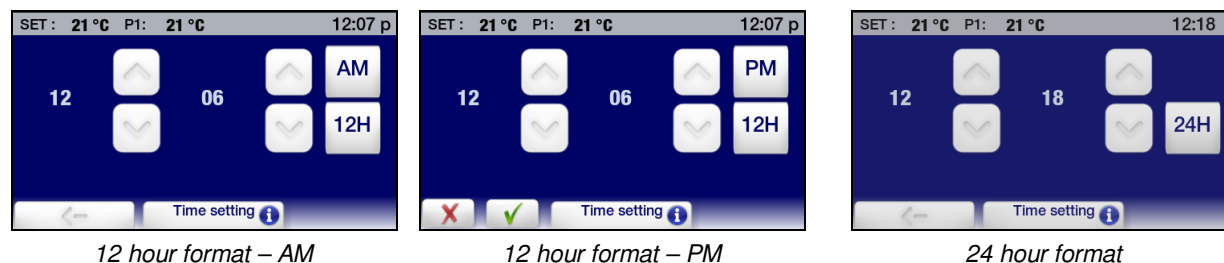 SET : 21 °C P1: 21 °C 12:07 p
AM
12 06
12H
Time setting i
12 hour format – AM
SET : 21 °C P1: 21 °C 12:07 p
PM
12 06
12H
Time setting i
12 hour format – PM
SET : 21 °C P1: 21 °C 12:18
12 18
24H
Time setting i
24 hour format